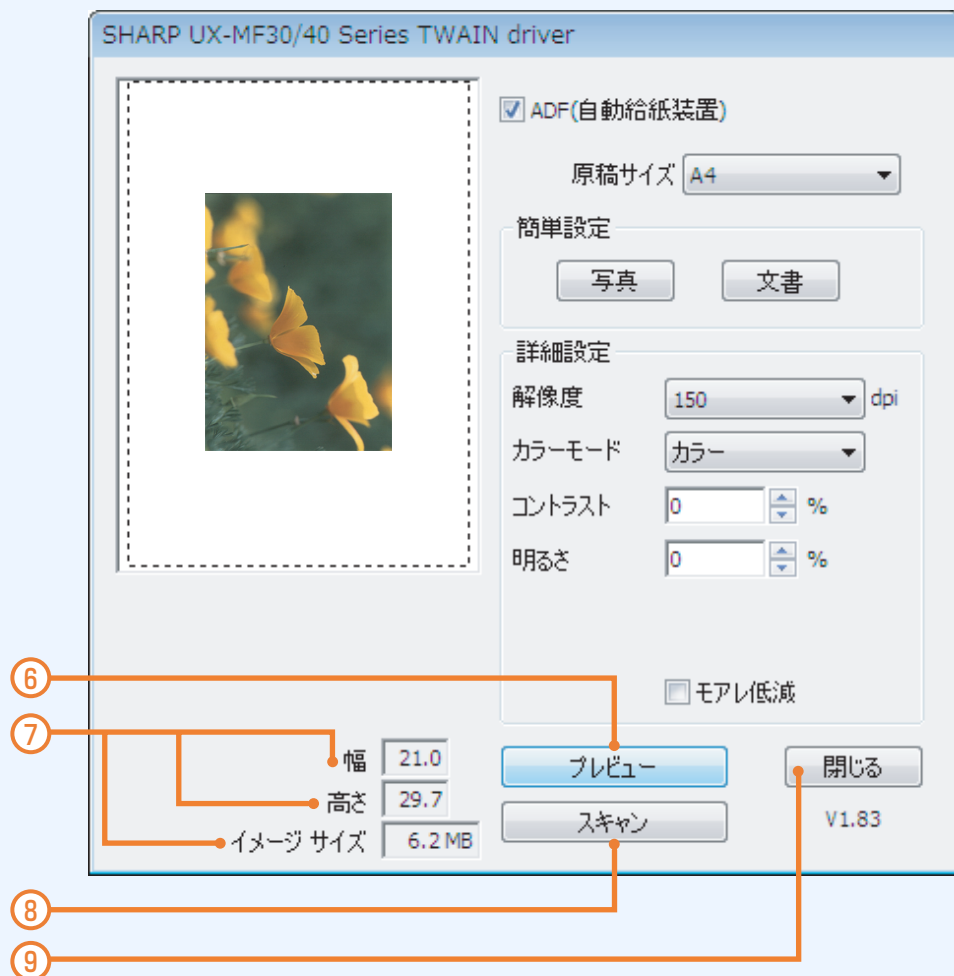 SHARP UX-MF30/40 Series TWAIN driver
ADF(自動給紙装置)
原稿サイズ A4
簡単設定
写真 文書
詳細設定
解像度 150 dpi
カラーモード カラー
コントラスト 0 %
明るさ 0 %
モアレ低減
⑥
⑦
幅 21.0
高さ 29.7
イメージ サイズ 6.2 MB
プレビュー 閉じる
スキャン V1.83
⑧
⑨